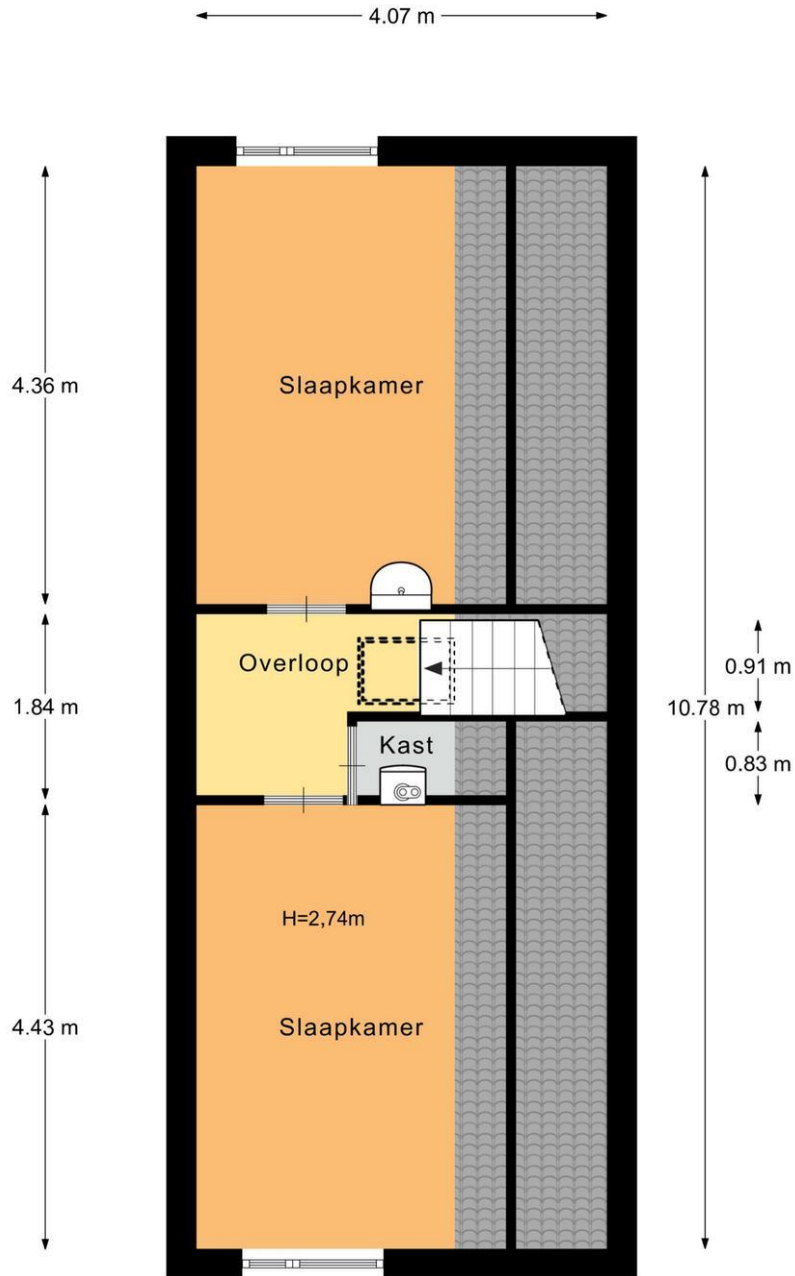 4.07 m
4.36 m
Slaapkamer
Overloop
0.91 m
1.84 m
10.78 m
Kast
0.83 m
H=2,74m
4.43 m
Slaapkamer